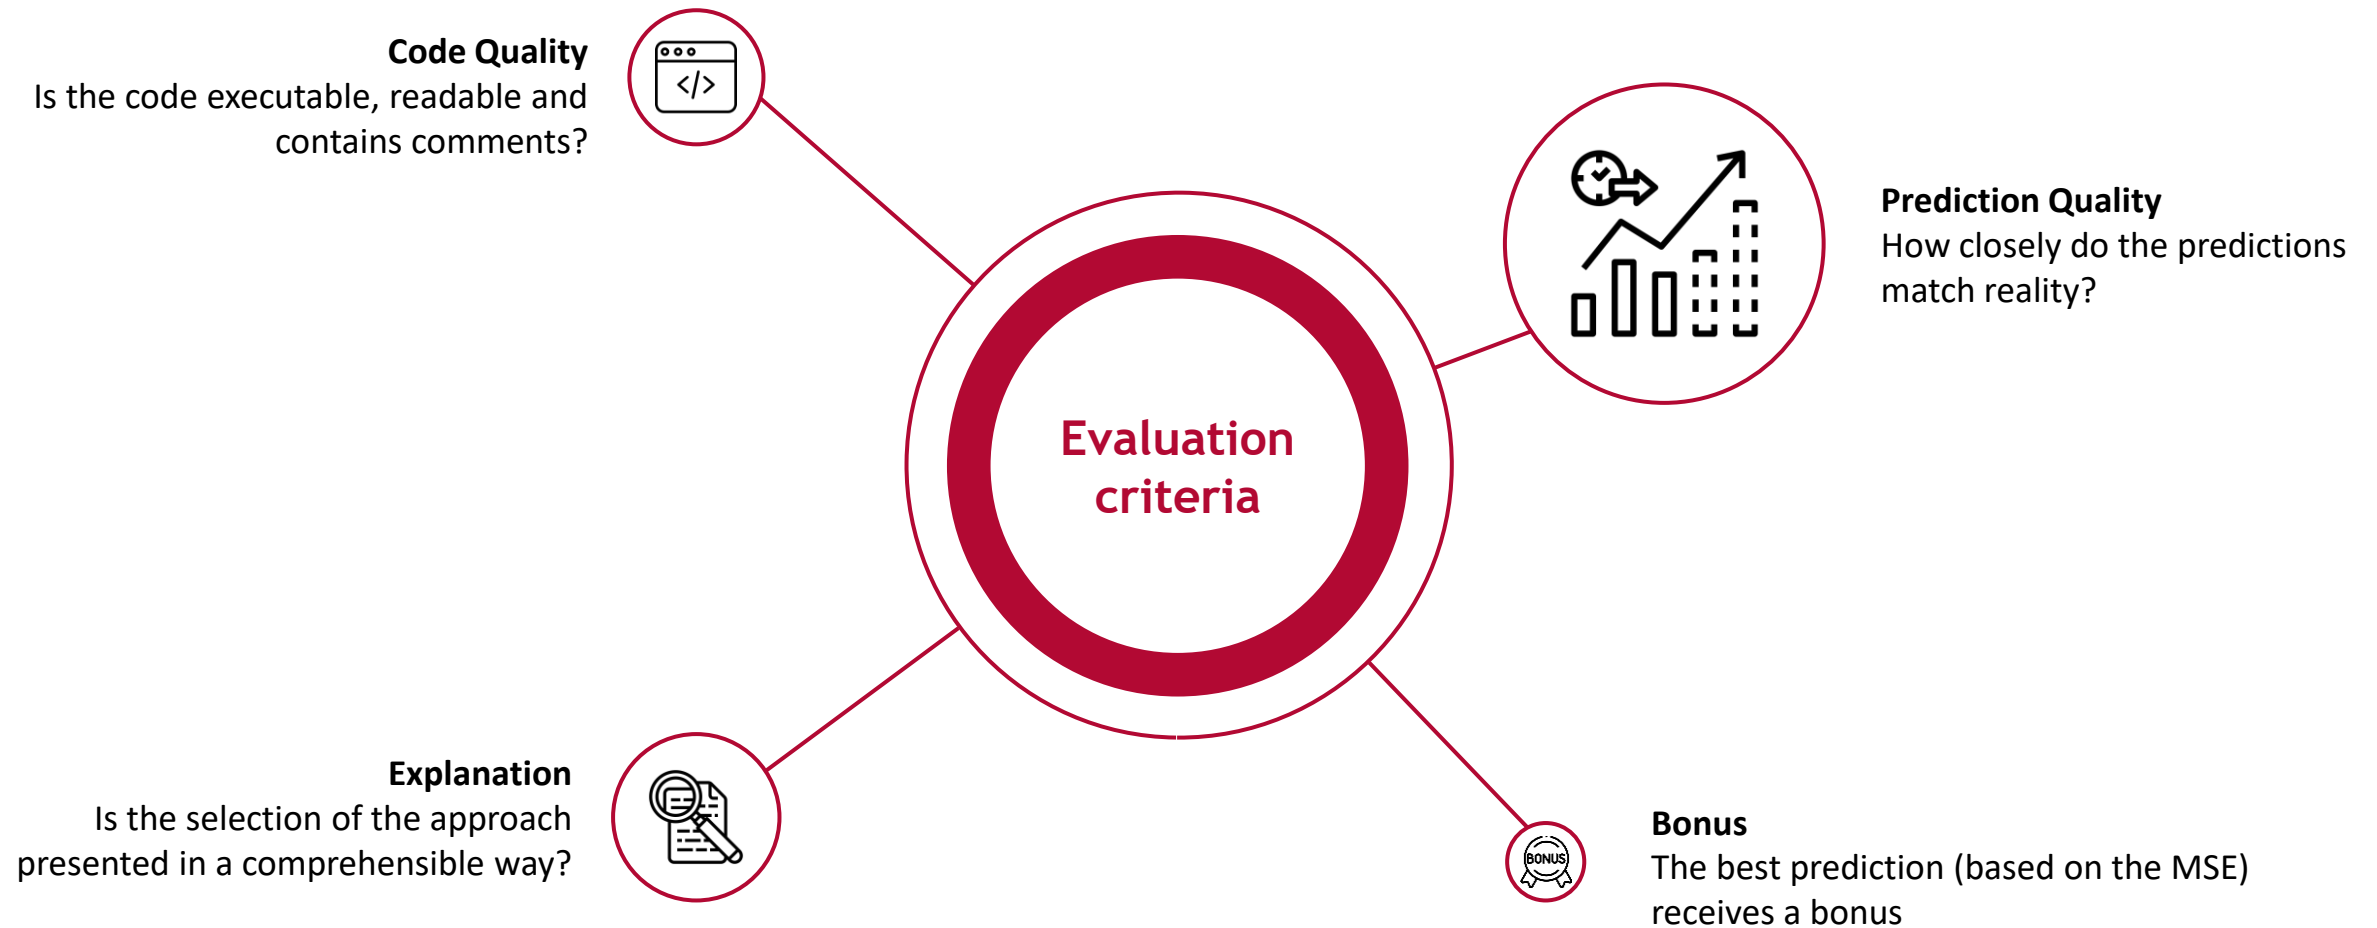 Code Quality
Is the code executable, readable and
contains comments?
</>
Prediction Quality
How closely do the predictions
match reality?
Evaluation
criteria
Explanation
Is the selection of the approach
presented in a comprehensible way?
BONUS
Bonus
The best prediction (based on the MSE)
receives a bonus